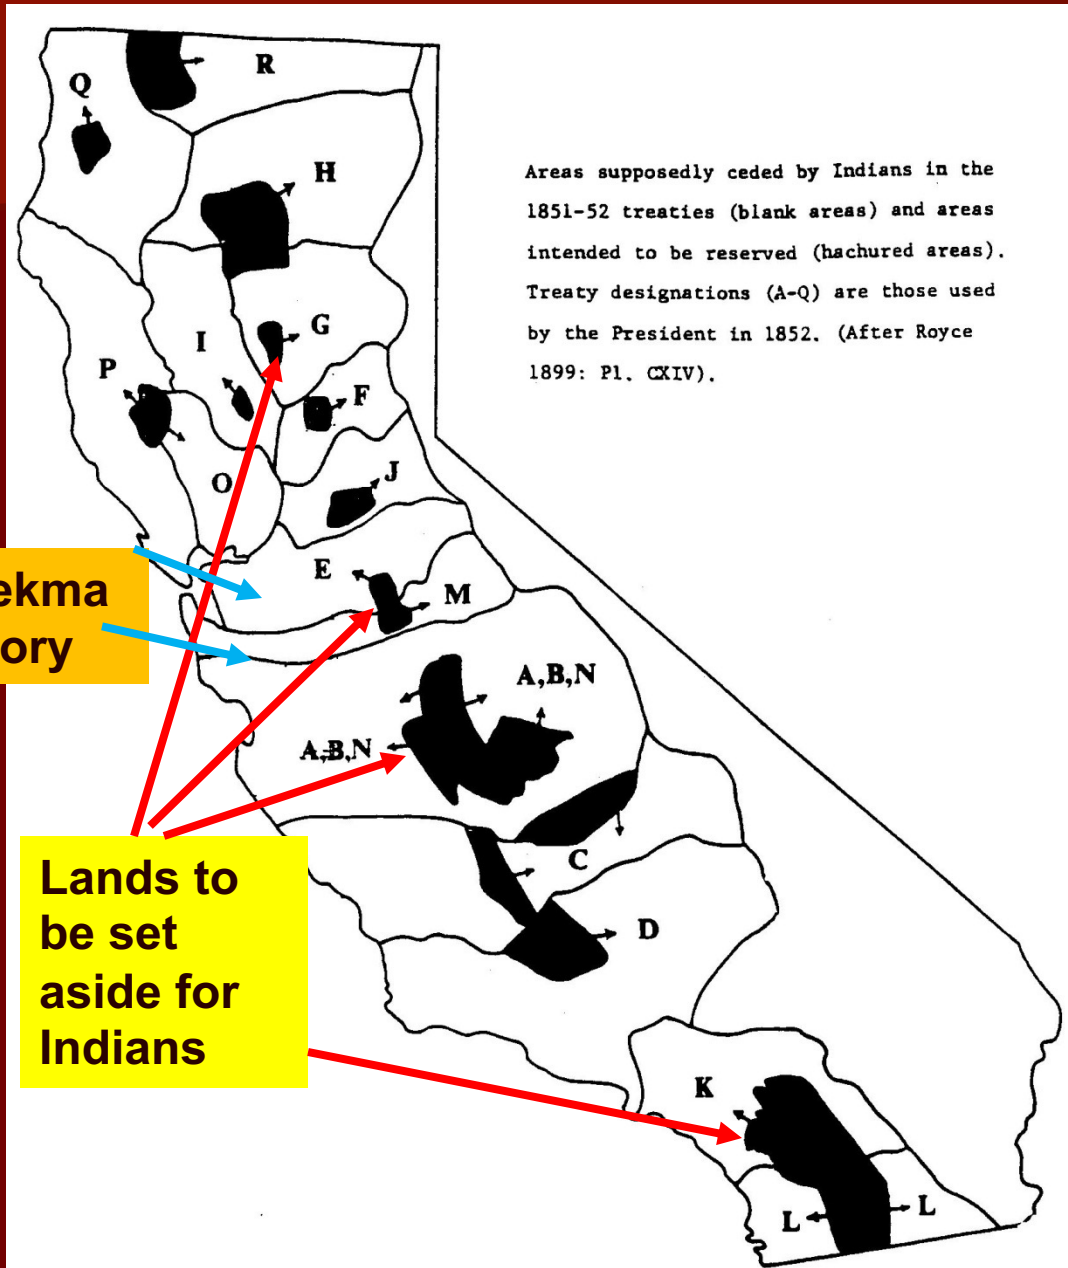 R
Q
H
Areas supposedly ceded by Indians in the
1851-52 treaties (blank areas) and areas
intended to be reserved (hachured areas).
Treaty designations (A-Q) are those used
by the President in 1852. (After Royce
1899: Pl. CXIV).
G
I
P
F
J
O
E
M
ekma
ory
A,B,N
A,B,N
Lands to
be set
aside for
Indians
C
D
K
L
L